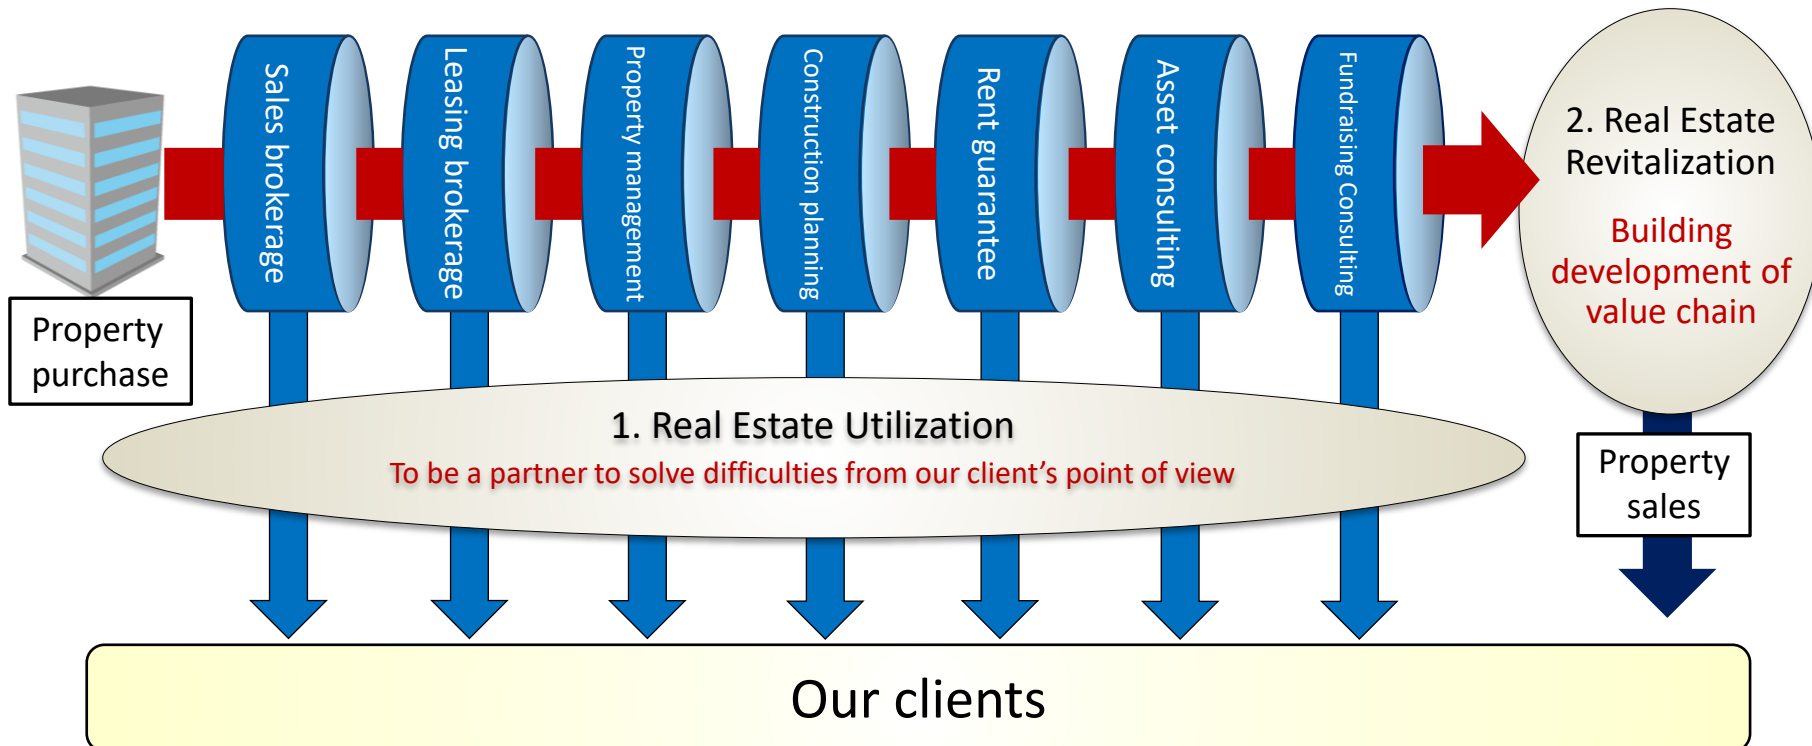 Sales brokerage
Leasing brokerage
Property management
Construction planning
Rent guarantee
Asset consulting
Fundraising Consulting
2. Real Estate
Revitalization
Building
development of
value chain
Property
purchase
1. Real Estate Utilization
To be a partner to solve difficulties from our client’s point of view
Property
sales
Our clients